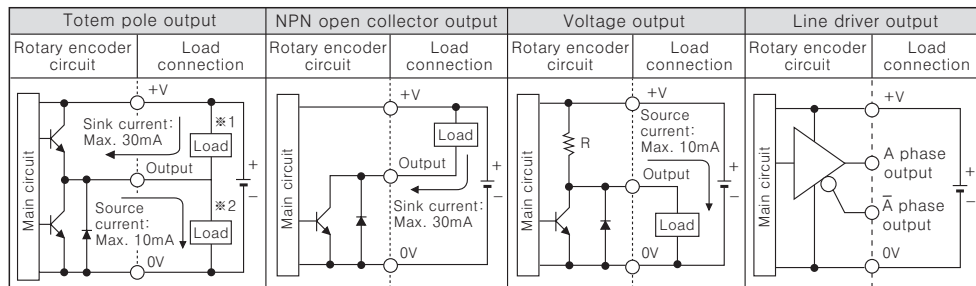 Totem pole output
Rotary encoder circuit
Load connection
Main circuit
+V
Sink current:
Max. 30mA
※1
Load
Output
+
−
※2
Source
current:
Max. 10mA
Load
0V
NPN open collector output
Rotary encoder circuit
Load connection
Main circuit
+V
Load
Output
+
−
Sink current:
Max. 30mA
0V
Voltage output
Rotary encoder circuit
Load connection
Main circuit
+V
R
Source
current:
Max. 10mA
Output
+
−
Load
0V
Line driver output
Rotary encoder circuit
Load connection
Main circuit
+V
A phase
output
+
−
A̅ phase
output
0V